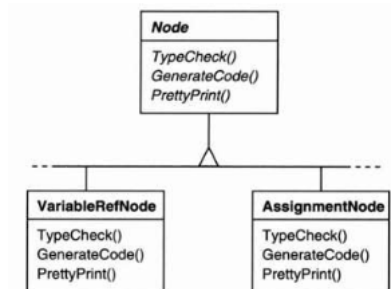 Node
TypeCheck()
GenerateCode()
PrettyPrint()
VariableRefNode
TypeCheck()
GenerateCode()
PrettyPrint()
AssignmentNode
TypeCheck()
GenerateCode()
PrettyPrint()